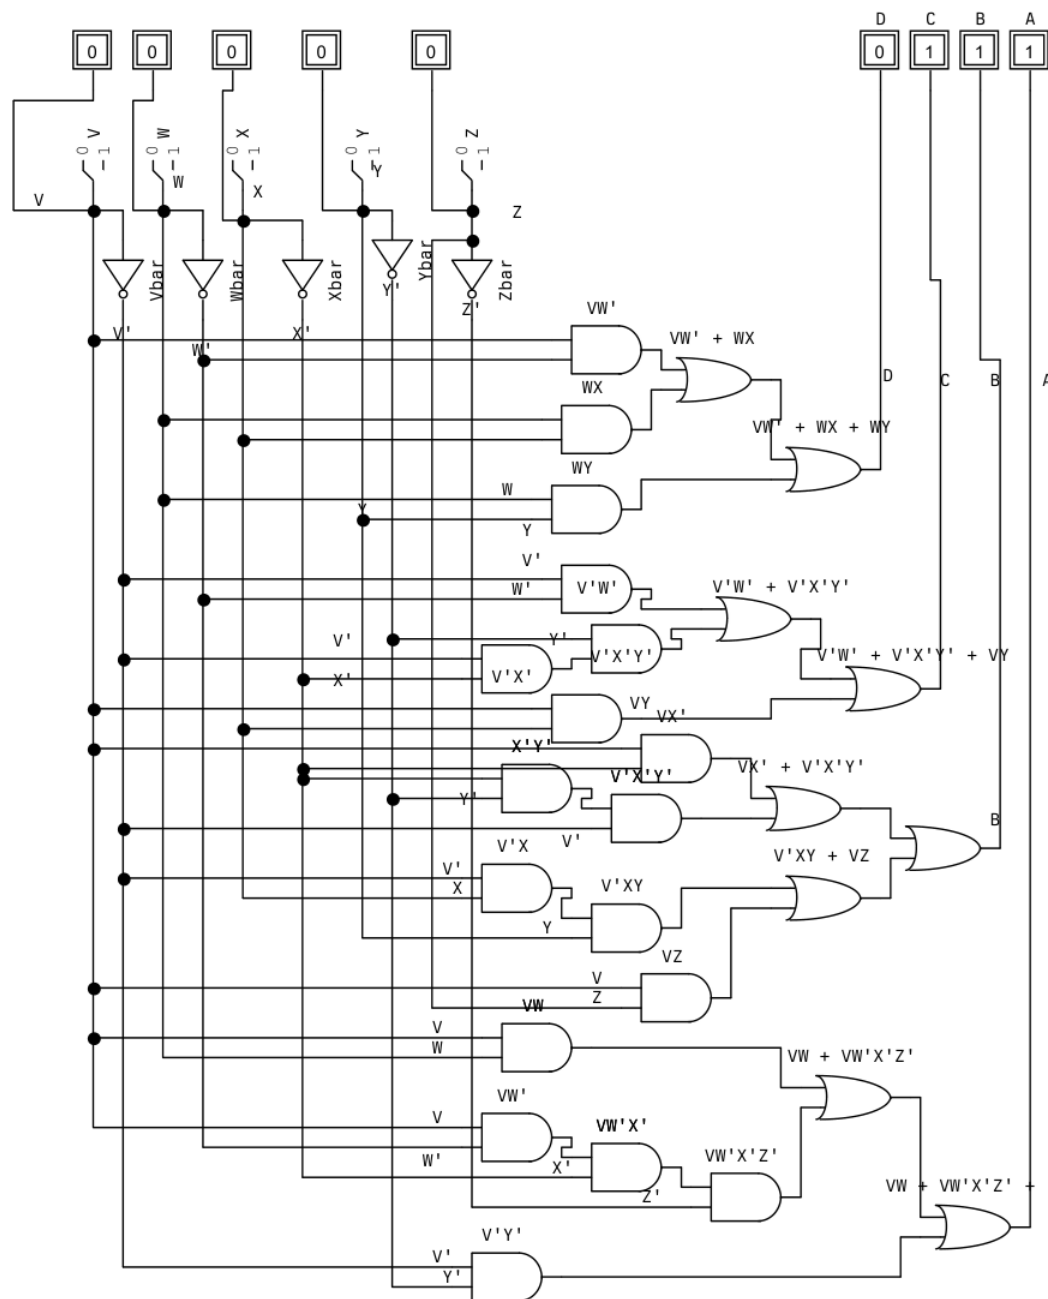 D C B A
0 0 0 0 0 0 1 1 1
V W X Y Z
0 1 0 1 0 1 0 1 0 1
W Y
X
V Z
Vbar Wbar Xbar Ybar Zbar
Y'
Z'
VW'
V' X' VW' + WX
W'
D C B A
WX
VW' + WX + WY
WY
W
Y
Y
V'
W' V'W' V'W' + V'X'Y'
V' Y'
V'X'Y' V'W' + V'X'Y' + VY
X' V'X'
VY
VX'
X'Y'
VX' + V'X'Y'
V'X'Y'
Y'
B
V'
V'X
V'XY + VZ
V'
X V'XY
Y
VZ
V
Z
VW
V
W VW + VW'X'Z'
VW'
V VW'X'
VW'X'Z'
W' X'
Z' VW + VW'X'Z' +
V'Y'
V'
Y'